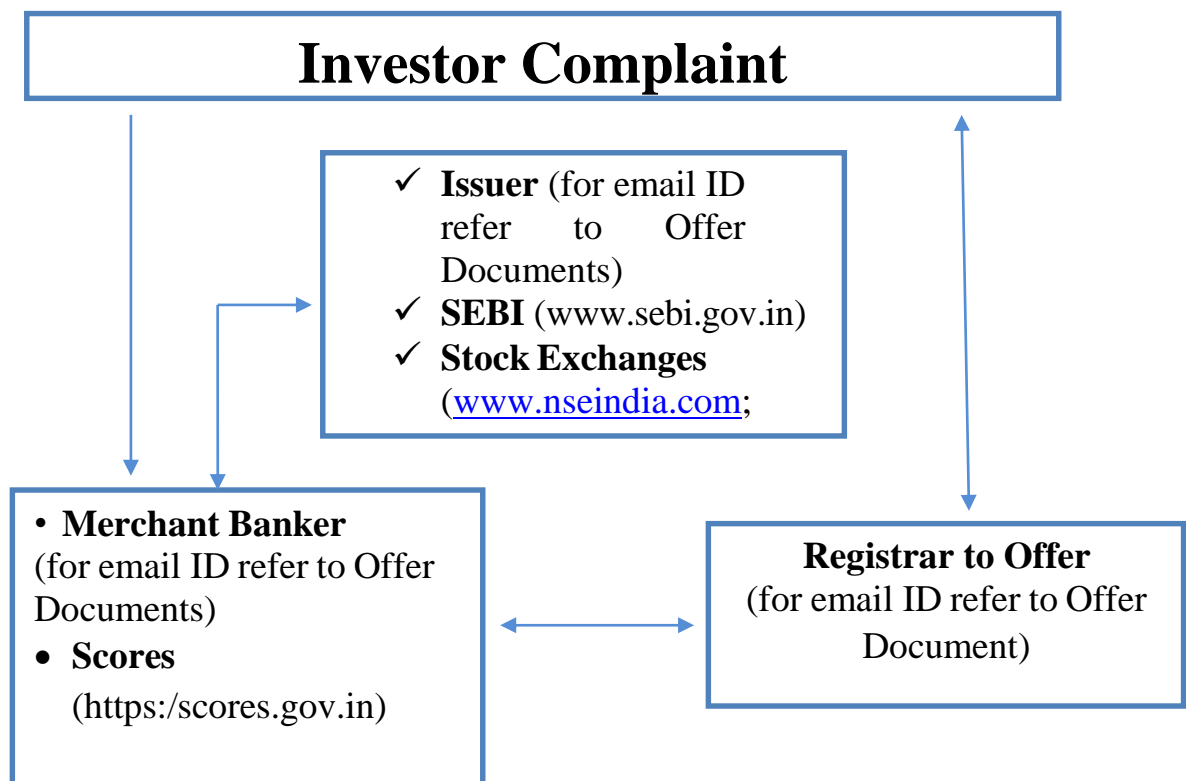 Investor Complaint
✓ Issuer (for email ID
refer to Offer
Documents)
✓ SEBI (www.sebi.gov.in)
✓ Stock Exchanges
(www.nseindia.com;
• Merchant Banker
(for email ID refer to Offer
Documents)
• Scores
(https:/scores.gov.in)
Registrar to Offer
(for email ID refer to Offer
Document)